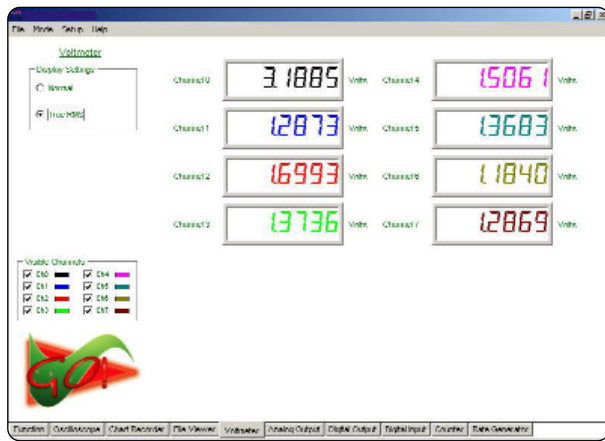 File Mode Setup Help
Voltmeter
Display Settings
Normal
True RMS
Channel 0 3.1885 Volts
Channel 1 1.2873 Volts
Channel 2 1.6993 Volts
Channel 3 1.3736 Volts
Channel 4 1.5061 Volts
Channel 5 1.3683 Volts
Channel 6 1.1840 Volts
Channel 7 1.2869 Volts
Visible Channels
Ch0 Ch4
Ch1 Ch5
Ch2 Ch6
Ch3 Ch7
GO!
Function Oscilloscope Chart Recorder File Viewer Voltmeter Analog Output Digital Output Digital Input Counter Rate Generator